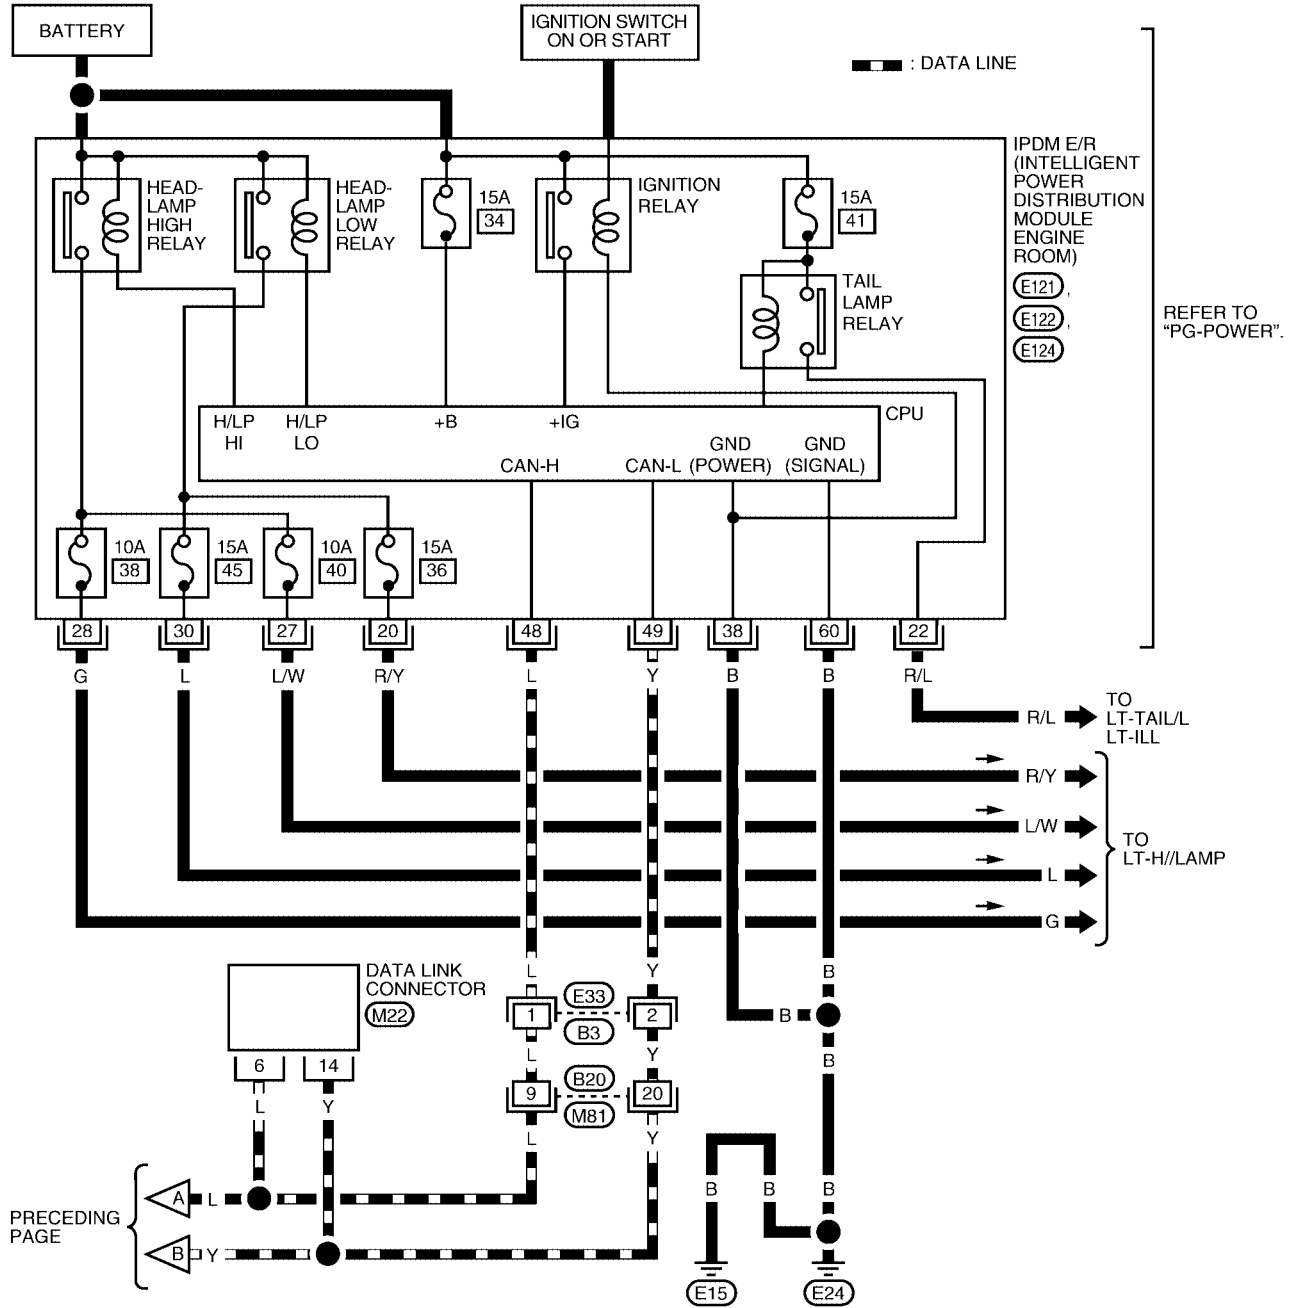 BATTERY
IGNITION SWITCH
ON OR START
: DATA LINE
IPDM E/R
(INTELLIGENT
POWER
DISTRIBUTION
MODULE
ENGINE
ROOM)
E121 ,
E122 ,
E124
REFER TO
“PG-POWER”.
HEAD-
LAMP
HIGH
RELAY
HEAD-
LAMP
LOW
RELAY
15A
34
IGNITION
RELAY
15A
41
TAIL
LAMP
RELAY
H/LP
HI
H/LP
LO
+B
+IG
CPU
CAN-H
CAN-L
GND
(POWER)
GND
(SIGNAL)
10A
38
15A
45
10A
40
15A
36
28
30
27
20
48
49
38
60
22
G
L
L/W
R/Y
L
Y
B
B
R/L
R/L
TO
LT-TAIL/L
LT-ILL
R/Y
L/W
L
G
TO
LT-H//LAMP
L
Y
B
DATA LINK
CONNECTOR
M22
1
E33
B3
2
B
6
14
L
Y
B
L
Y
9
B20
M81
20
L
Y
B
B
B
PRECEDING
PAGE
A
L
B
Y
E15
E24